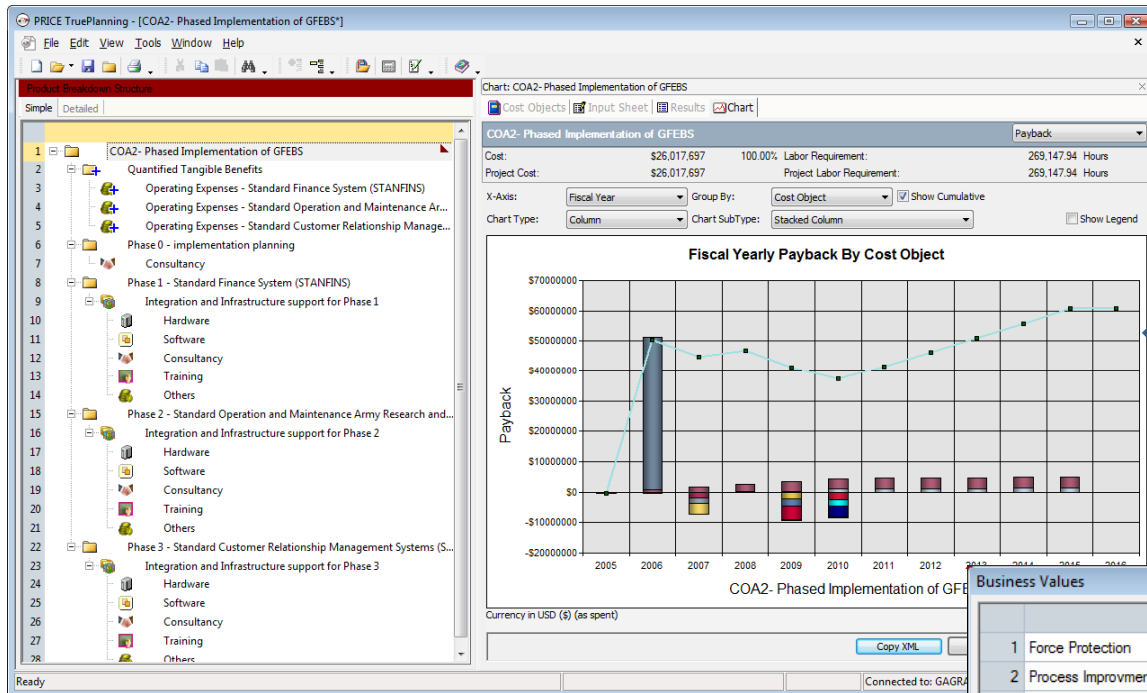 PRICE TruePlanning - [COA2- Phased Implementation of GFEBS*]
File Edit View Tools Window Help
Product Breakdown Structure
Simple Detailed
1 COA2- Phased Implementation of GFEBS
2 Quantified Tangible Benefits
3 Operating Expenses - Standard Finance System (STANFINS)
4 Operating Expenses - Standard Operation and Maintenance Ar...
5 Operating Expenses - Standard Customer Relationship Manage...
6 Phase 0 - implementation planning
7 Consultancy
8 Phase 1 - Standard Finance System (STANFINS)
9 Integration and Infrastructure support for Phase 1
10 Hardware
11 Software
12 Consultancy
13 Training
14 Others
15 Phase 2 - Standard Operation and Maintenance Army Research and...
16 Integration and Infrastructure support for Phase 2
17 Hardware
18 Software
19 Consultancy
20 Training
21 Others
22 Phase 3 - Standard Customer Relationship Management Systems (S...
23 Integration and Infrastructure support for Phase 3
24 Hardware
25 Software
26 Consultancy
27 Training
28 Others
Chart: COA2- Phased Implementation of GFEBS
Cost Objects Input Sheet Results Chart
COA2- Phased Implementation of GFEBS Payback
Cost: $26,017,697 100.00% Labor Requirement: 269,147.94 Hours
Project Cost: $26,017,697 Project Labor Requirement: 269,147.94 Hours
X-Axis: Fiscal Year Group By: Cost Object Show Cumulative
Chart Type: Column Chart SubType: Stacked Column Show Legend
Fiscal Yearly Payback By Cost Object
Payback
$70000000
$60000000
$50000000
$40000000
$30000000
$20000000
$10000000
$0
-$10000000
-$20000000
2005 2006 2007 2008 2009 2010 2011 2012 2013 2014 2015 2016
COA2- Phased Implementation of GFE
Currency in USD ($) (as spent)
Copy XML
Business Values
1 Force Protection
2 Process Improvmer
Ready
Connected to: GAGRA